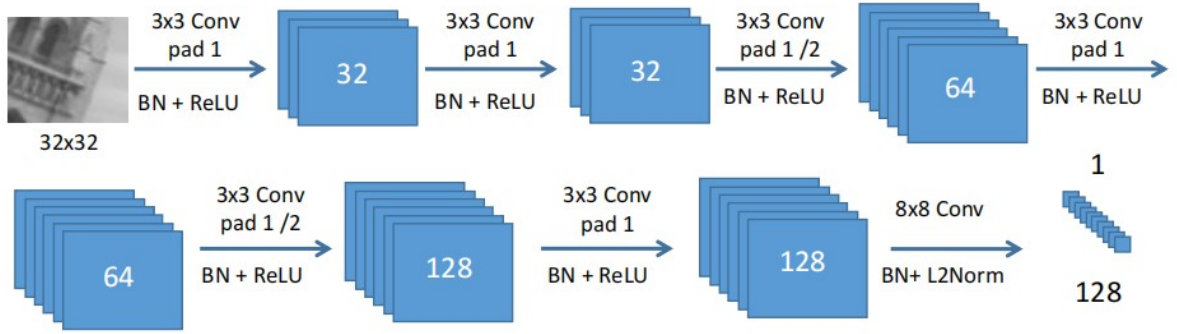 3x3 Conv
pad 1
BN + ReLU
32x32
32
3x3 Conv
pad 1
BN + ReLU
32
3x3 Conv
pad 1 /2
BN + ReLU
64
3x3 Conv
pad 1
BN + ReLU
64
3x3 Conv
pad 1 /2
BN + ReLU
128
3x3 Conv
pad 1
BN + ReLU
128
8x8 Conv
BN+ L2Norm
1
128